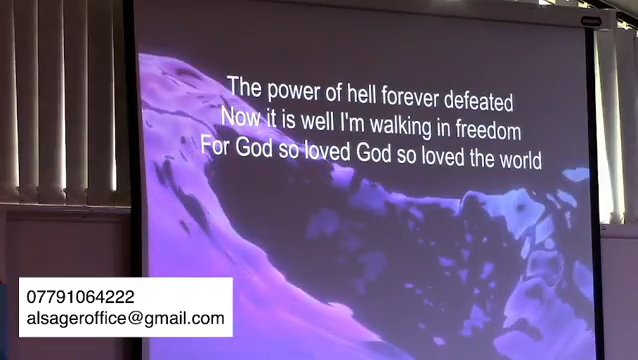 The power of hell forever defeated
Now it is well I'm walking in freedom
For God so loved God so loved the world
07791064222
alsageroffice@gmail.com